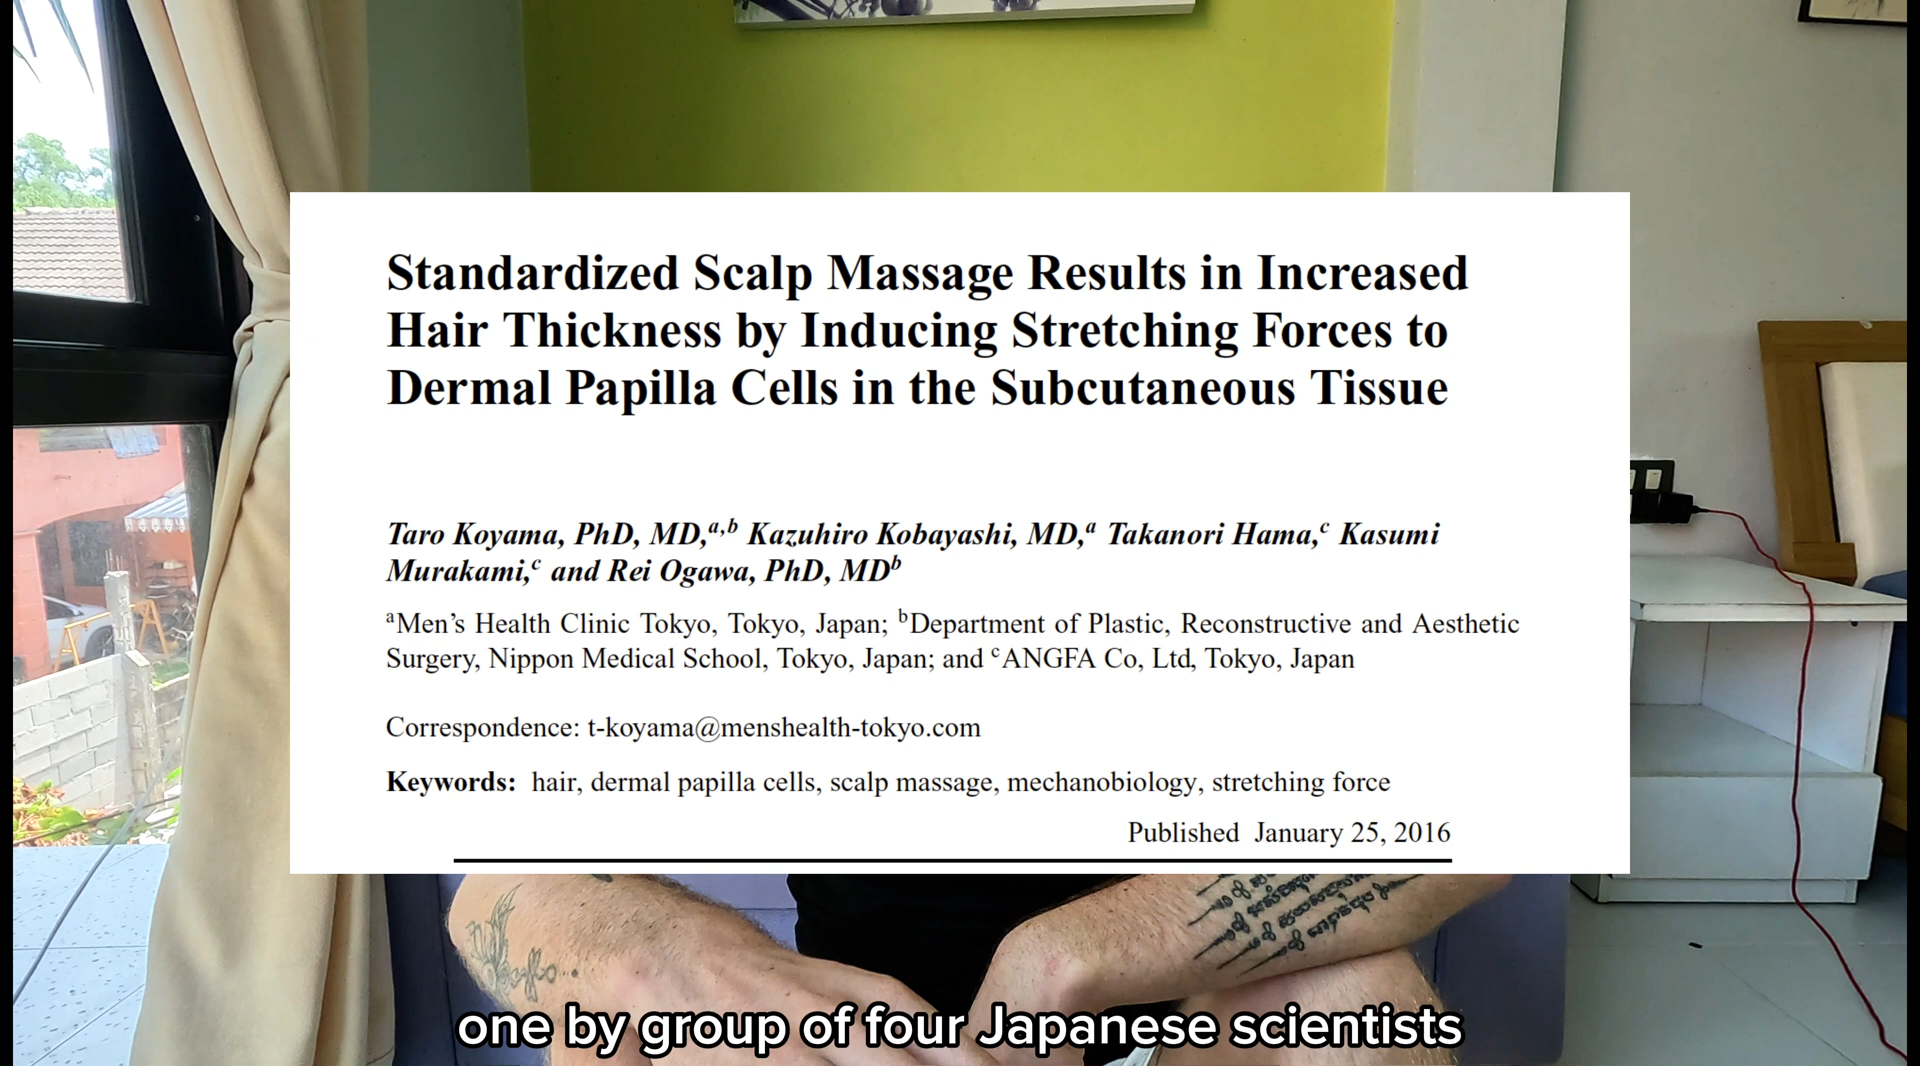 Standardized Scalp Massage Results in Increased
Hair Thickness by Inducing Stretching Forces to
Dermal Papilla Cells in the Subcutaneous Tissue
Taro Koyama, PhD, MD,a,b Kazuhiro Kobayashi, MD,a Takanori Hama,c Kasumi
Murakami,c and Rei Ogawa, PhD, MDb
aMen's Health Clinic Tokyo, Tokyo, Japan; bDepartment of Plastic, Reconstructive and Aesthetic
Surgery, Nippon Medical School, Tokyo, Japan; and cANGFA Co, Ltd, Tokyo, Japan
Correspondence: t-koyama@menshealth-tokyo.com
Keywords: hair, dermal papilla cells, scalp massage, mechanobiology, stretching force
Published January 25, 2016
one by group of four Japanese scientists